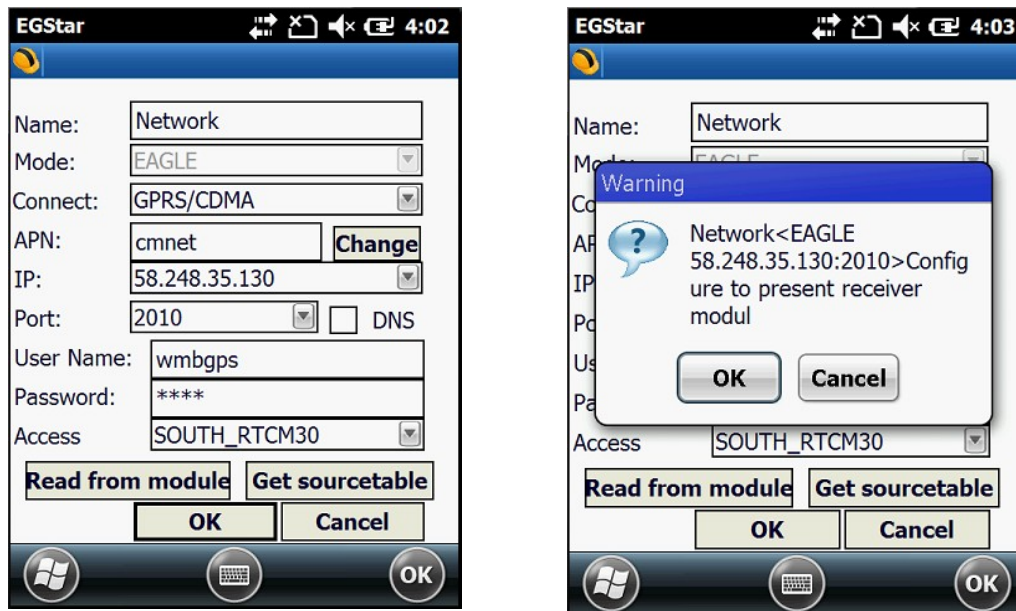 EGStar 4:02
Name: Network
Mode: EAGLE
Connect: GPRS/CDMA
APN: cmnet Change
IP: 58.248.35.130
Port: 2010 DNS
User Name: wmbgps
Password: ****
Access SOUTH_RTCM30
Read from module Get sourcetable
OK Cancel
OK
EGStar 4:03
Name: Network
Warning
Network<EAGLE
58.248.35.130:2010>Config
ure to present receiver
modul
OK Cancel
Access SOUTH_RTCM30
Read from module Get sourcetable
OK Cancel
OK